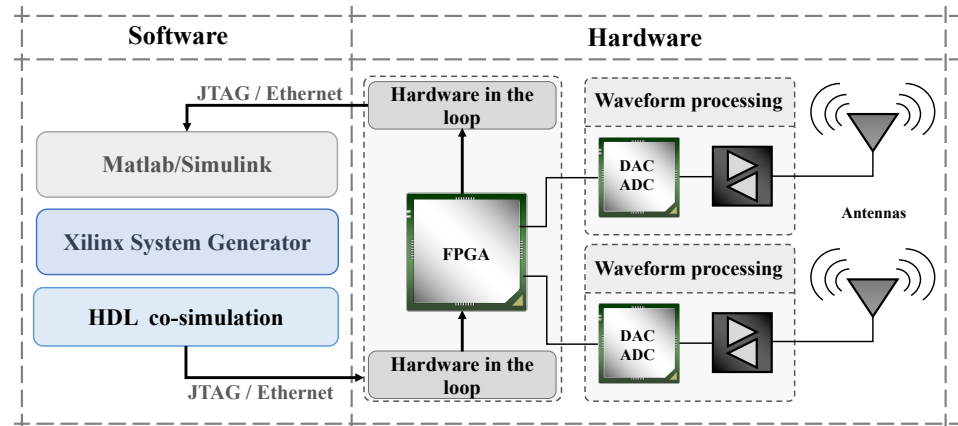 Software
Hardware
JTAG / Ethernet
Matlab/Simulink
Xilinx System Generator
HDL co-simulation
JTAG / Ethernet
Hardware in the
loop
FPGA
Hardware in the
loop
Waveform processing
DAC
ADC
Antennas
Waveform processing
DAC
ADC